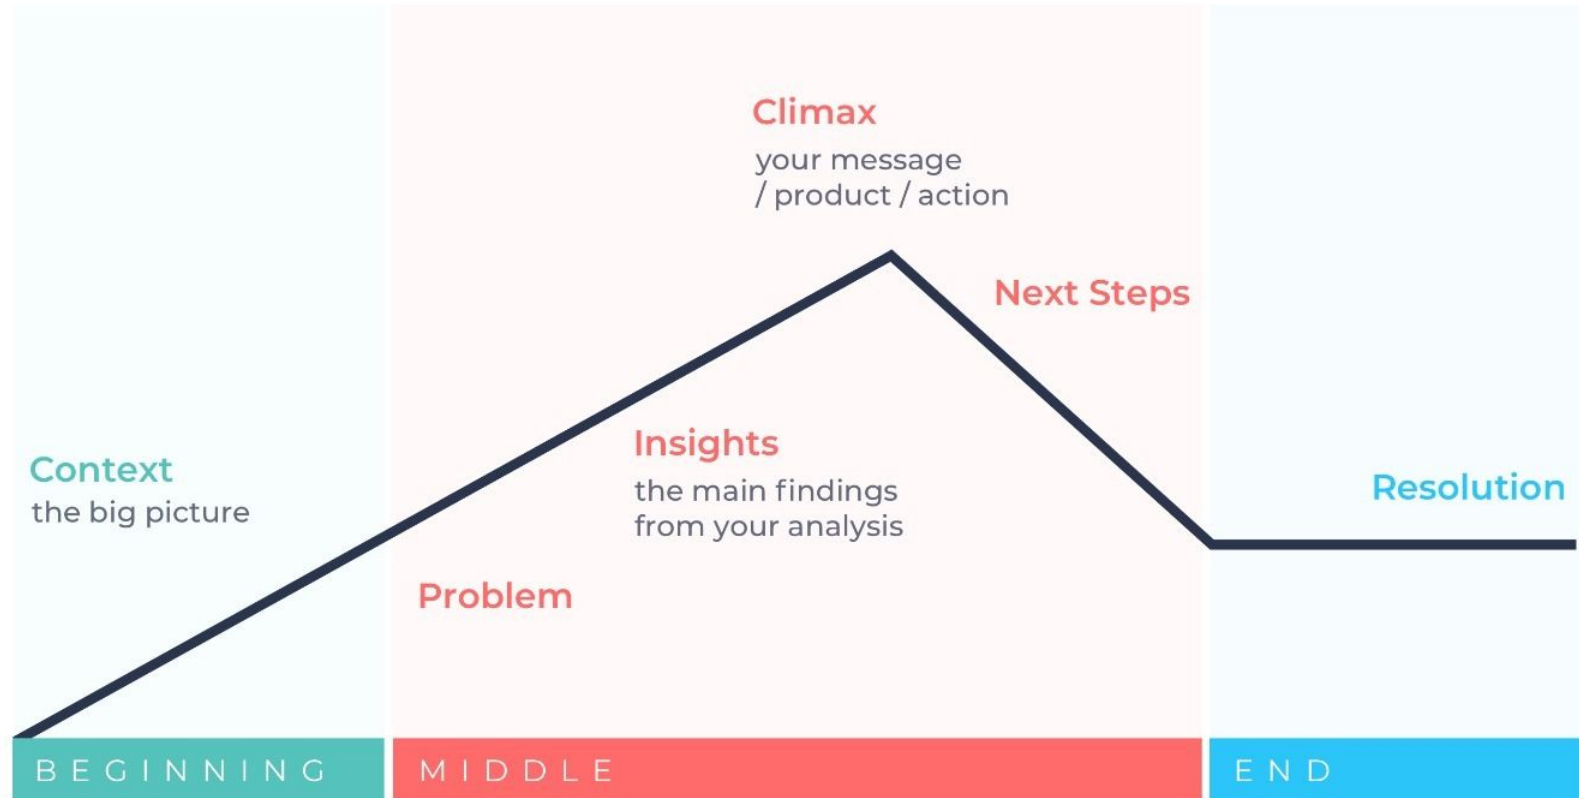 Climax
your message
/ product / action
Next Steps
Insights
the main findings
from your analysis
Context
the big picture
Resolution
Problem
BEGINNING
MIDDLE
END